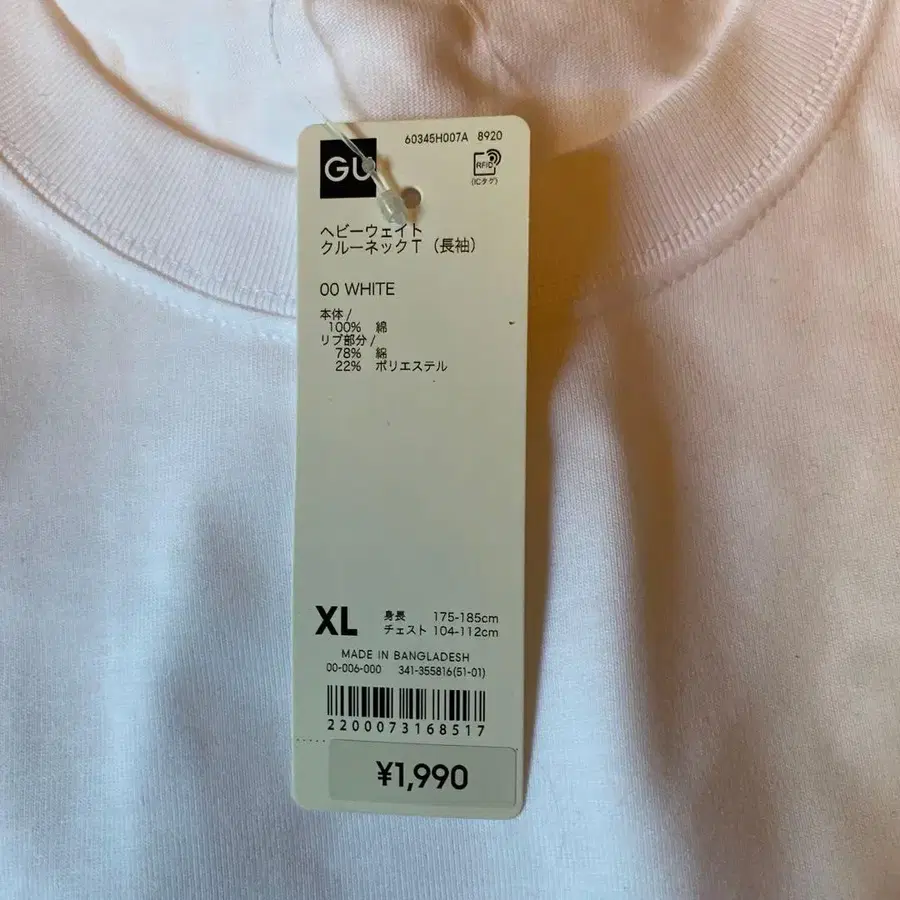 60345H007A 8920
GU
RFID
(ICタグ)
ヘビーウェイト
クルーネックT(長袖)
00 WHITE
本体/
100% 綿
リブ部分/
78% 綿
22% ポリエステル
XL
身長 175-185cm
チェスト 104-112cm
MADE IN BANGLADESH
00-006-000 341-355816(51-01)
2200073168517
¥1,990